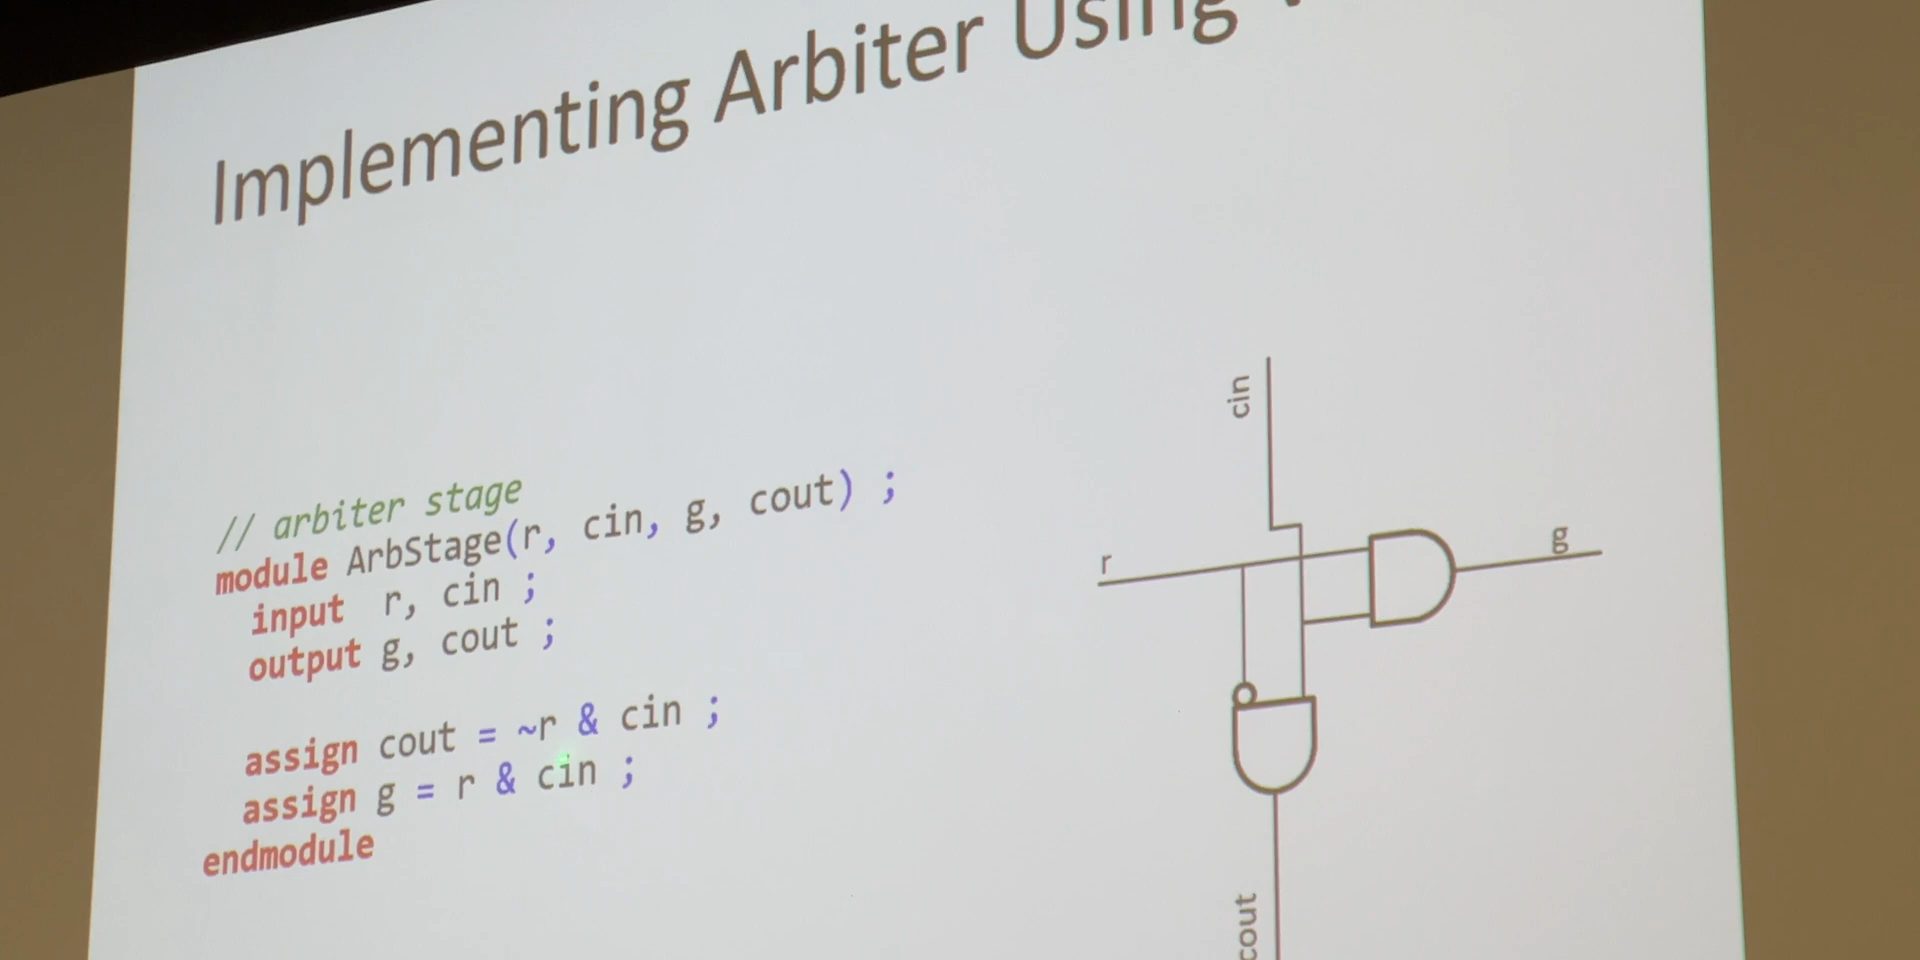 Implementing Arbiter Using
// arbiter stage
module ArbStage(r, cin, g, cout) ;
input r, cin ;
output g, cout ;
assign cout = ~r & cin ;
assign g = r & cin ;
endmodule
cin
r
g
cout